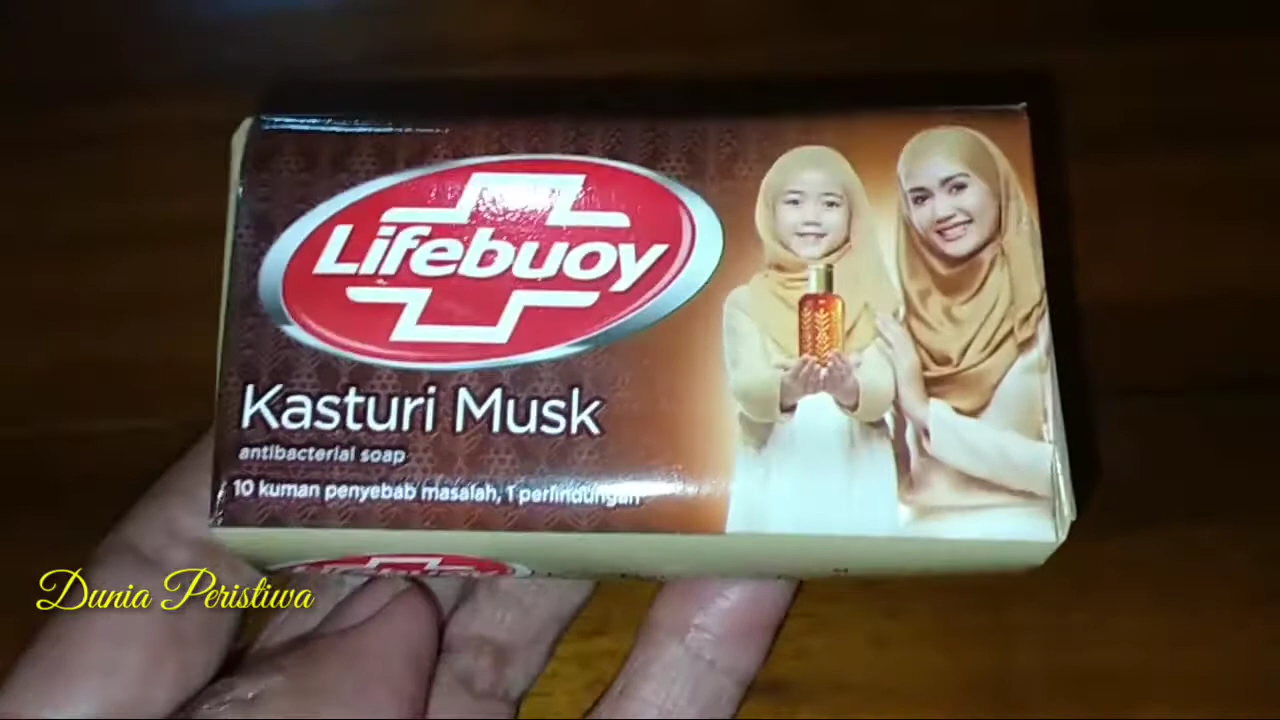 Lifebuoy
Kasturi Musk
antibacterial soap
10 kuman penyebab masalah, 1 perlindungan
Dunia Peristiwa